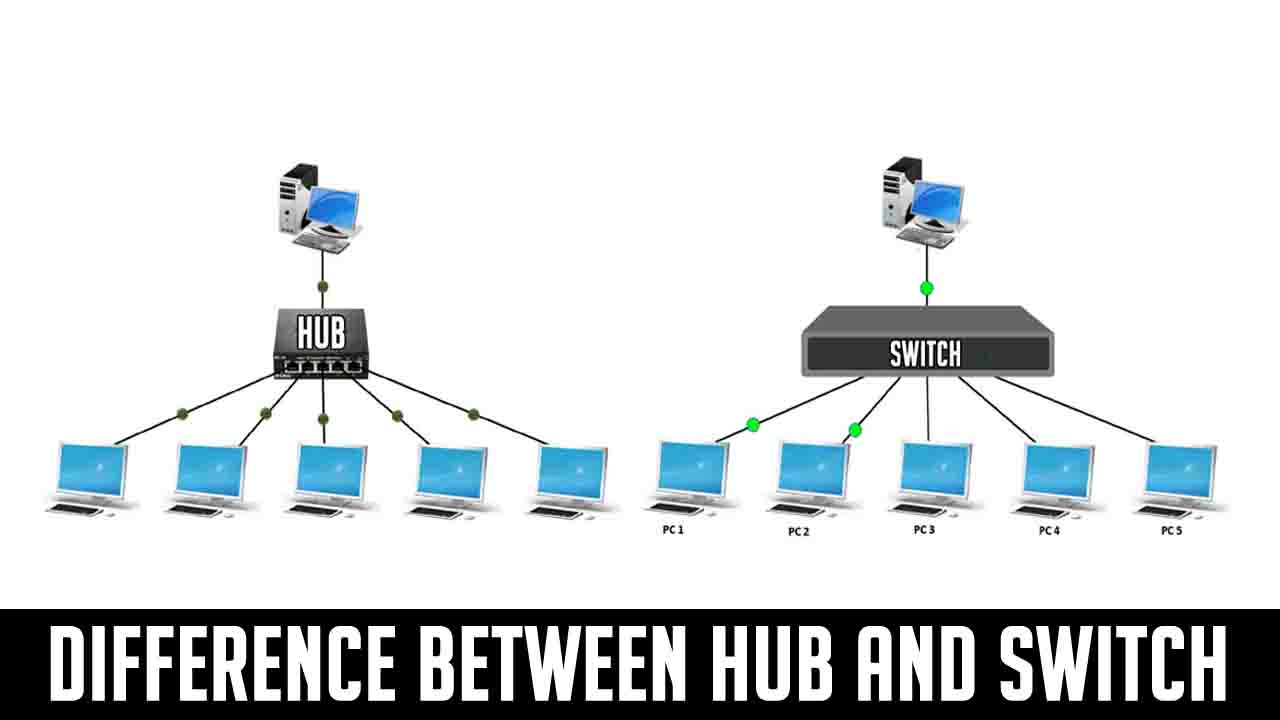 HUB
SWITCH
PC 1
PC 2
PC 3
PC 4
PC 5
DIFFERENCE BETWEEN HUB AND SWITCH